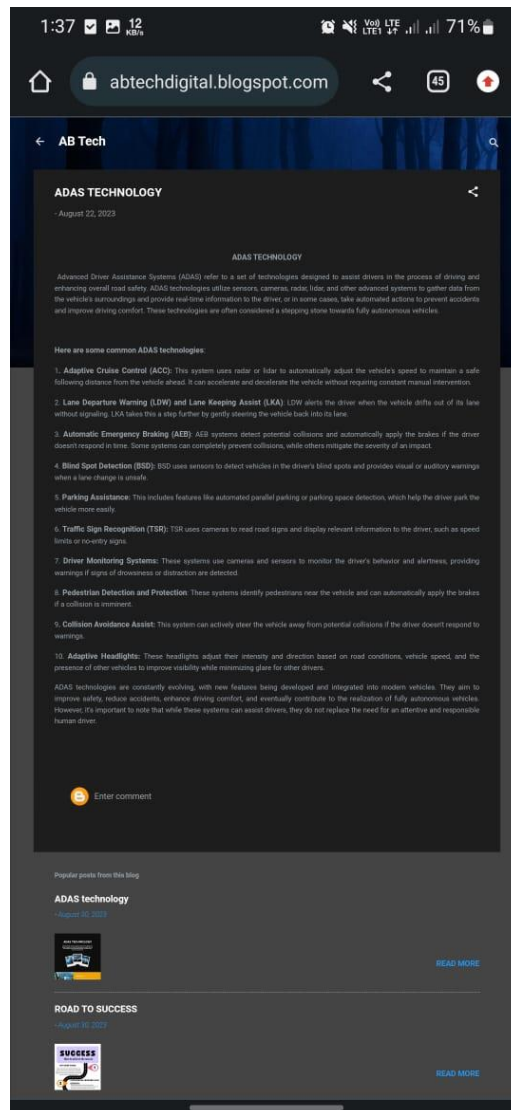 1:37 12 KB/s Vo)) LTE LTE1 71%
abtechdigital.blogspot.com 45
AB Tech
ADAS TECHNOLOGY
- August 22, 2023
ADAS TECHNOLOGY
Advanced Driver Assistance Systems (ADAS) refer to a set of technologies designed to assist drivers in the process of driving and
enhancing overall road safety. ADAS technologies utilize sensors, cameras, radar, lidar, and other advanced systems to gather data from
the vehicle's surroundings and provide real-time information to the driver, or in some cases, take automated actions to prevent accidents
and improve driving comfort. These technologies are often considered a stepping stone towards fully autonomous vehicles.
Here are some common ADAS technologies:
1. Adaptive Cruise Control (ACC): This system uses radar or lidar to automatically adjust the vehicle's speed to maintain a safe
following distance from the vehicle ahead. It can accelerate and decelerate the vehicle without requiring constant manual intervention.
2. Lane Departure Warning (LDW) and Lane Keeping Assist (LKA): LDW alerts the driver when the vehicle drifts out of its lane
without signaling. LKA takes this a step further by gently steering the vehicle back into its lane.
3. Automatic Emergency Braking (AEB): AEB systems detect potential collisions and automatically apply the brakes if the driver
doesn't respond in time. Some systems can completely prevent collisions, while others mitigate the severity of an impact.
4. Blind Spot Detection (BSD): BSD uses sensors to detect vehicles in the driver's blind spots and provides visual or auditory warnings
when a lane change is unsafe.
5. Parking Assistance: This includes features like automated parallel parking or parking space detection, which help the driver park the
vehicle more easily.
6. Traffic Sign Recognition (TSR): TSR uses cameras to read road signs and display relevant information to the driver, such as speed
limits or no-entry signs.
7. Driver Monitoring Systems: These systems use cameras and sensors to monitor the driver's behavior and alertness, providing
warnings if signs of drowsiness or distraction are detected.
8. Pedestrian Detection and Protection: These systems identify pedestrians near the vehicle and can automatically apply the brakes
if a collision is imminent.
9. Collision Avoidance Assist: This system can actively steer the vehicle away from potential collisions if the driver doesn't respond to
warnings.
10. Adaptive Headlights: These headlights adjust their intensity and direction based on road conditions, vehicle speed, and the
presence of other vehicles to improve visibility while minimizing glare for other drivers.
ADAS technologies are constantly evolving, with new features being developed and integrated into modern vehicles. They aim to
improve safety, reduce accidents, enhance driving comfort, and eventually contribute to the realization of fully autonomous vehicles.
However, it's important to note that while these systems can assist drivers, they do not replace the need for an attentive and responsible
human driver.
Enter comment
Popular posts from this blog
ADAS technology
- August 30, 2023
ADAS TECHNOLOGY
READ MORE
ROAD TO SUCCESS
SUCCESS
READ MORE